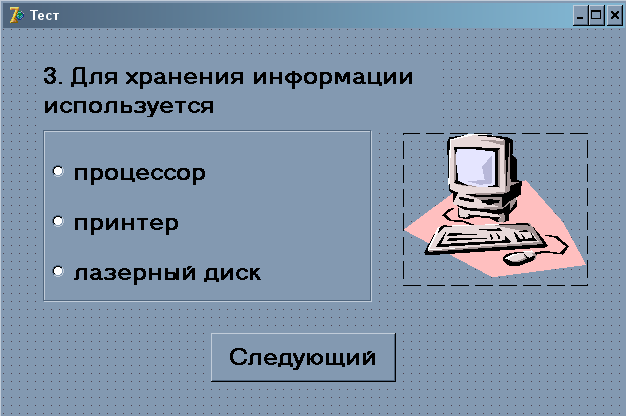 Тест
3. Для хранения информации
используется
процессор
принтер
лазерный диск
Следующий